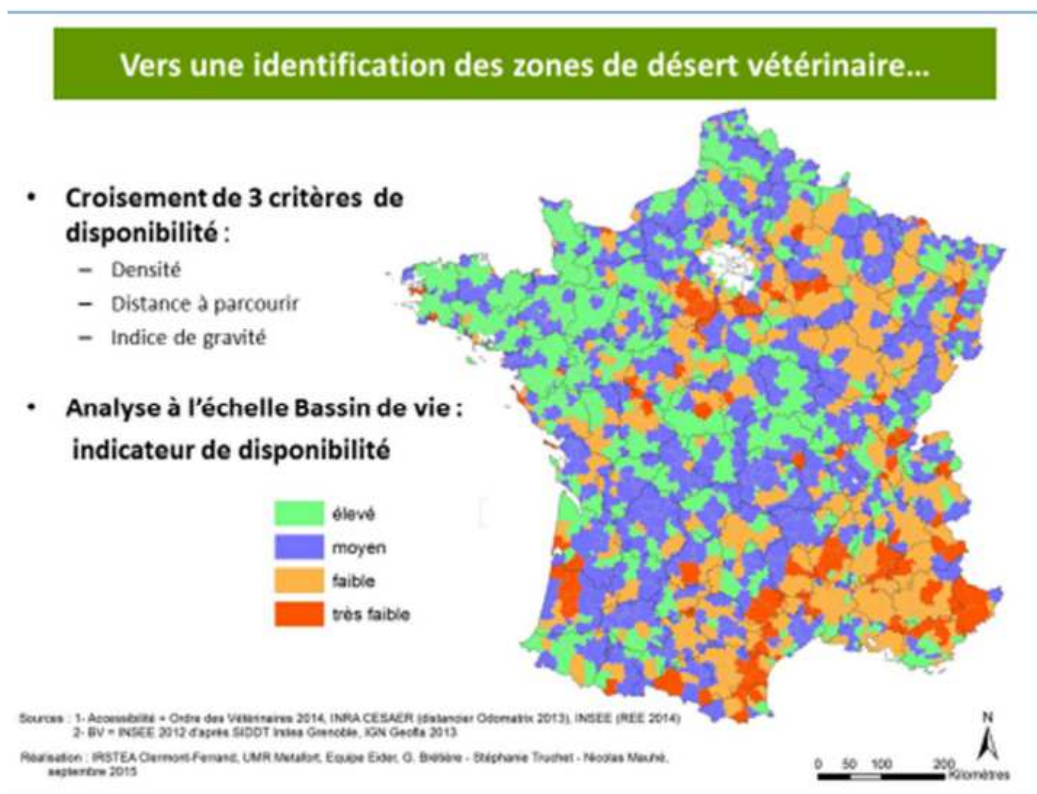 Vers une identification des zones de désert vétérinaire...
• Croisement de 3 critères de
disponibilité :
– Densité
– Distance à parcourir
– Indice de gravité
• Analyse à l'échelle Bassin de vie :
indicateur de disponibilité
élevé
moyen
faible
très faible
Sources : 1- Accessibilité = Ordre des Vétérinaires 2014, INRA CESAER (distancier Odomatrix 2013), INSEE (REE 2014)
2- BV = INSEE 2012 d'après SIDDT Grenoble, IGN Geofla 2013
Réalisation : IRSTEA Clermont-Ferrand, UMR Metafort, Equipe Eider, G. Brétière - Stéphanie Truchet - Nicolas Mauhé,
septembre 2015
N
0 50 100 200
Kilomètres